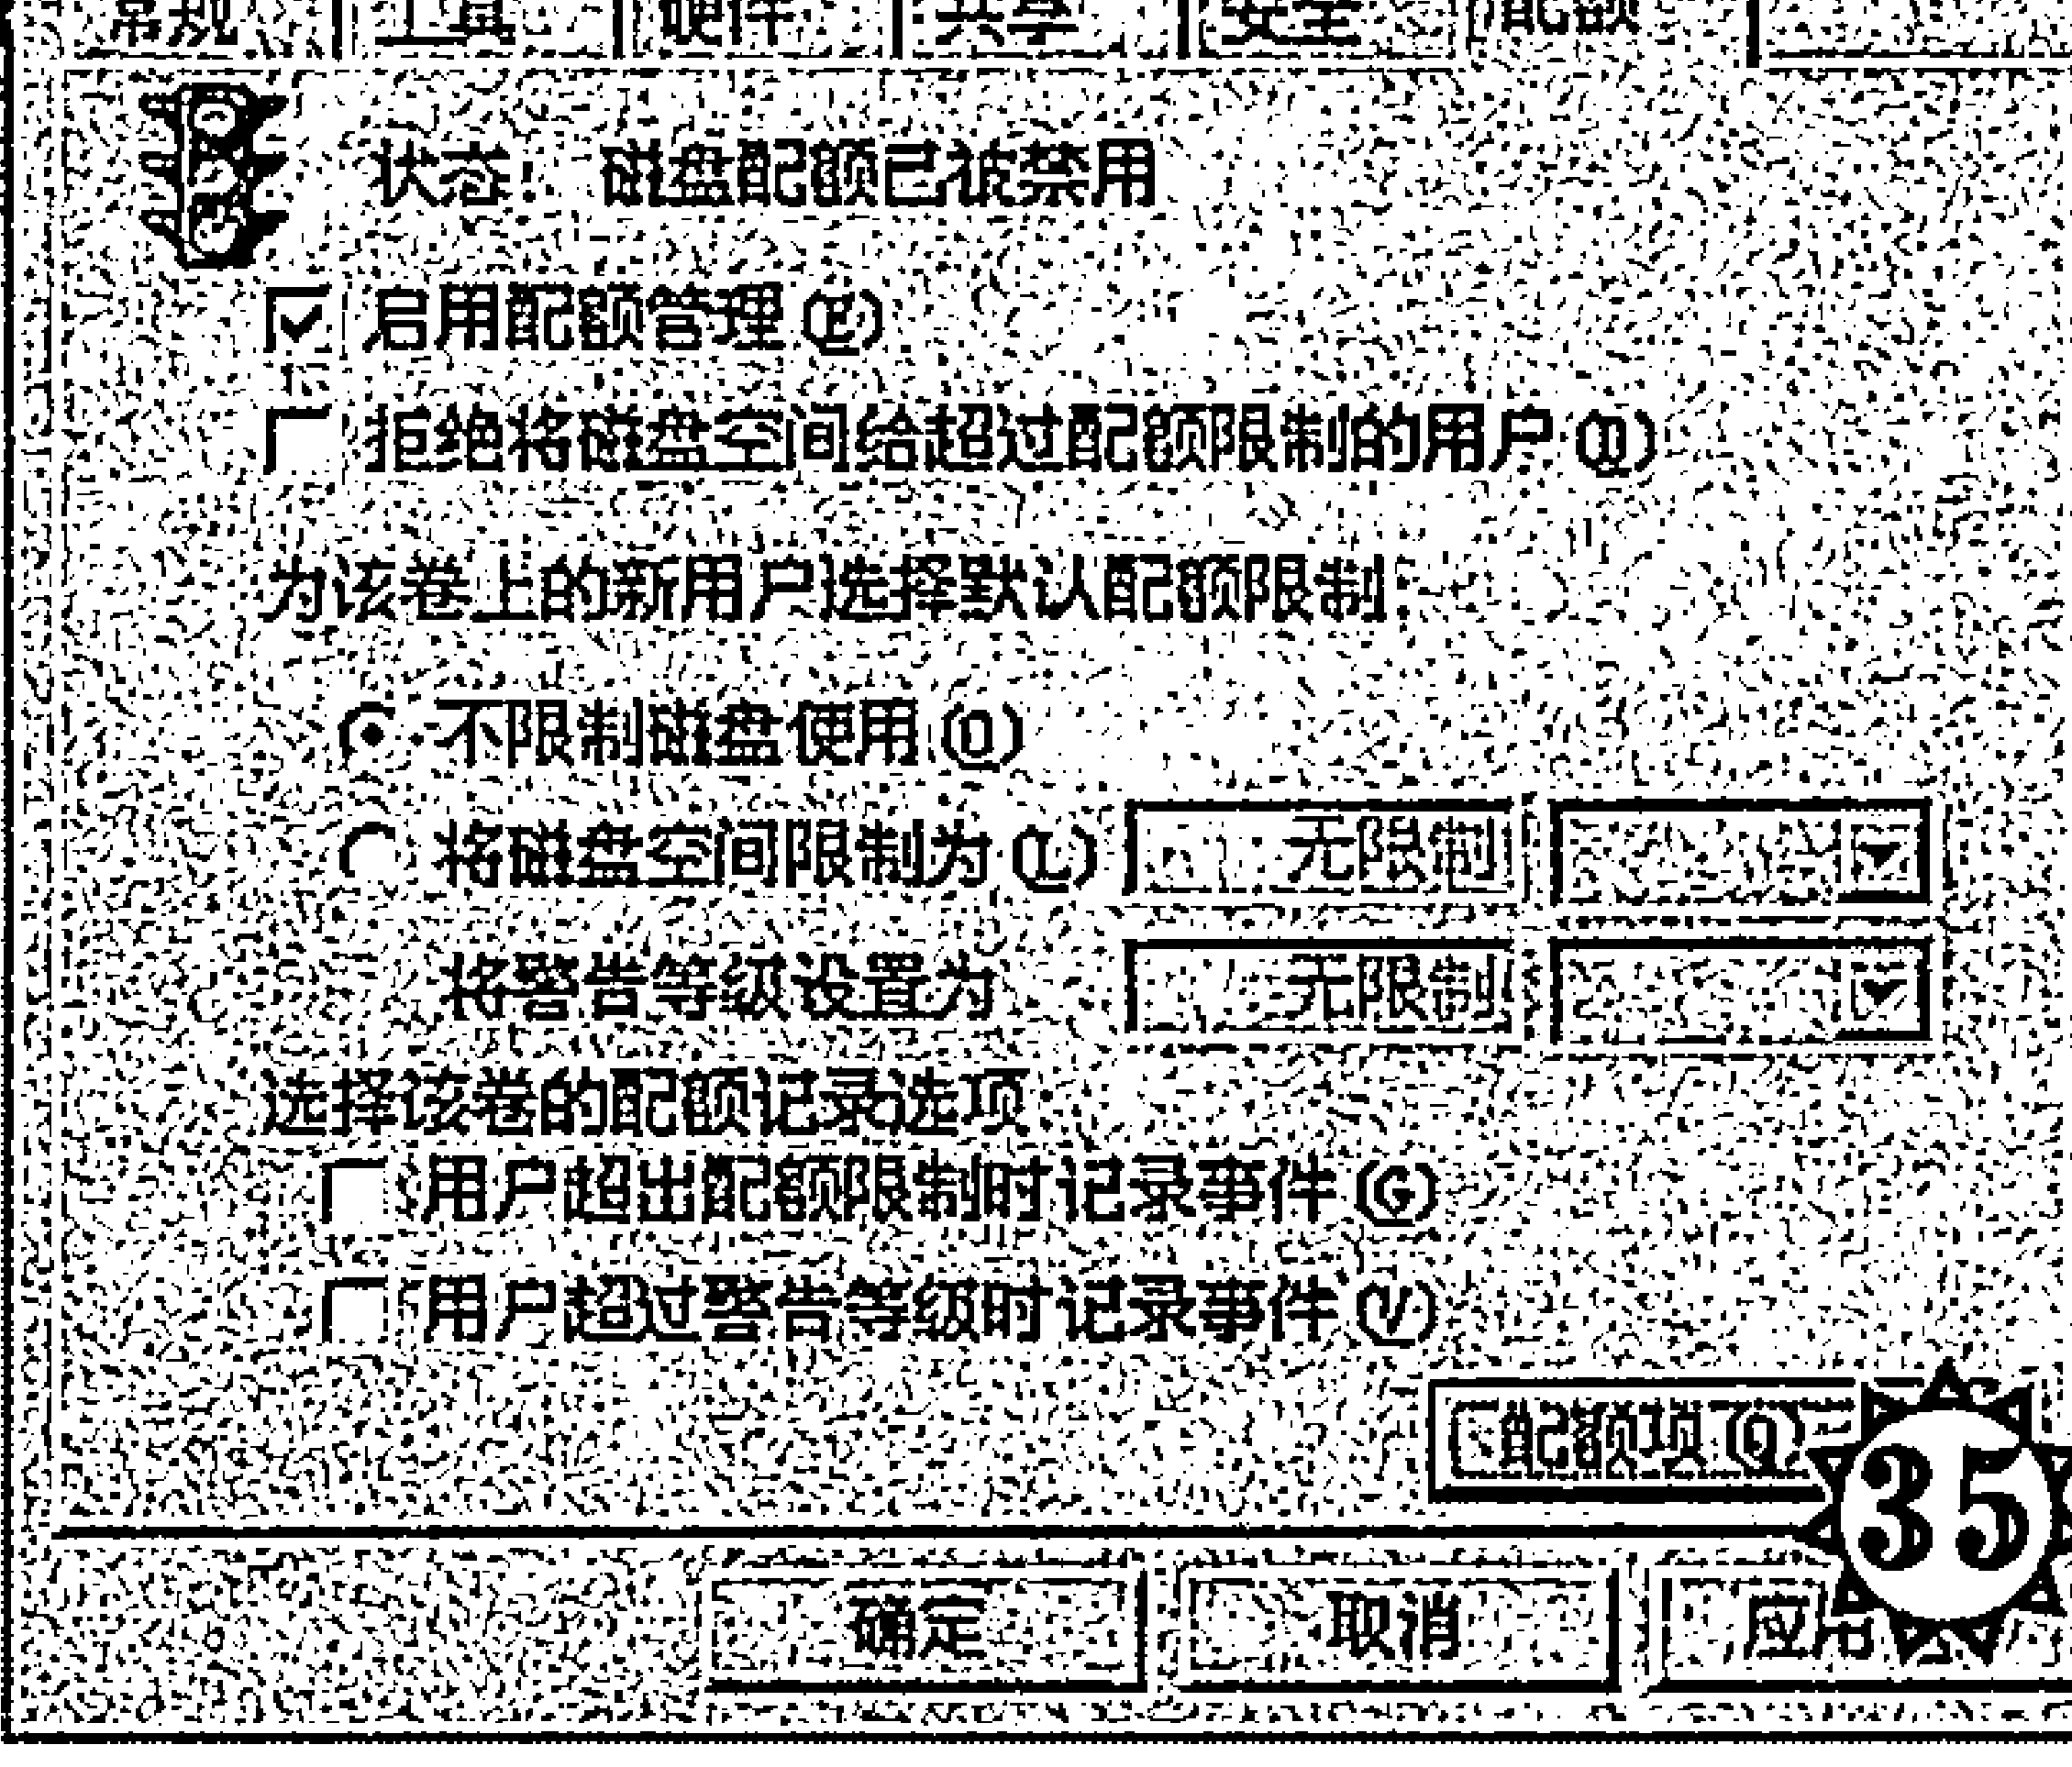 常规 工具 硬件 共享 安全 配额
状态: 磁盘配额已被禁用
启用配额管理(E)
拒绝将磁盘空间给超过配额限制的用户(D)
为该卷上的新用户选择默认配额限制:
不限制磁盘使用(O)
将磁盘空间限制为(L) 无限制
将警告等级设置为 无限制
选择该卷的配额记录选项:
用户超出配额限制时记录事件(G)
用户超过警告等级时记录事件(V)
配额项(Q)
35
确定 取消 应用